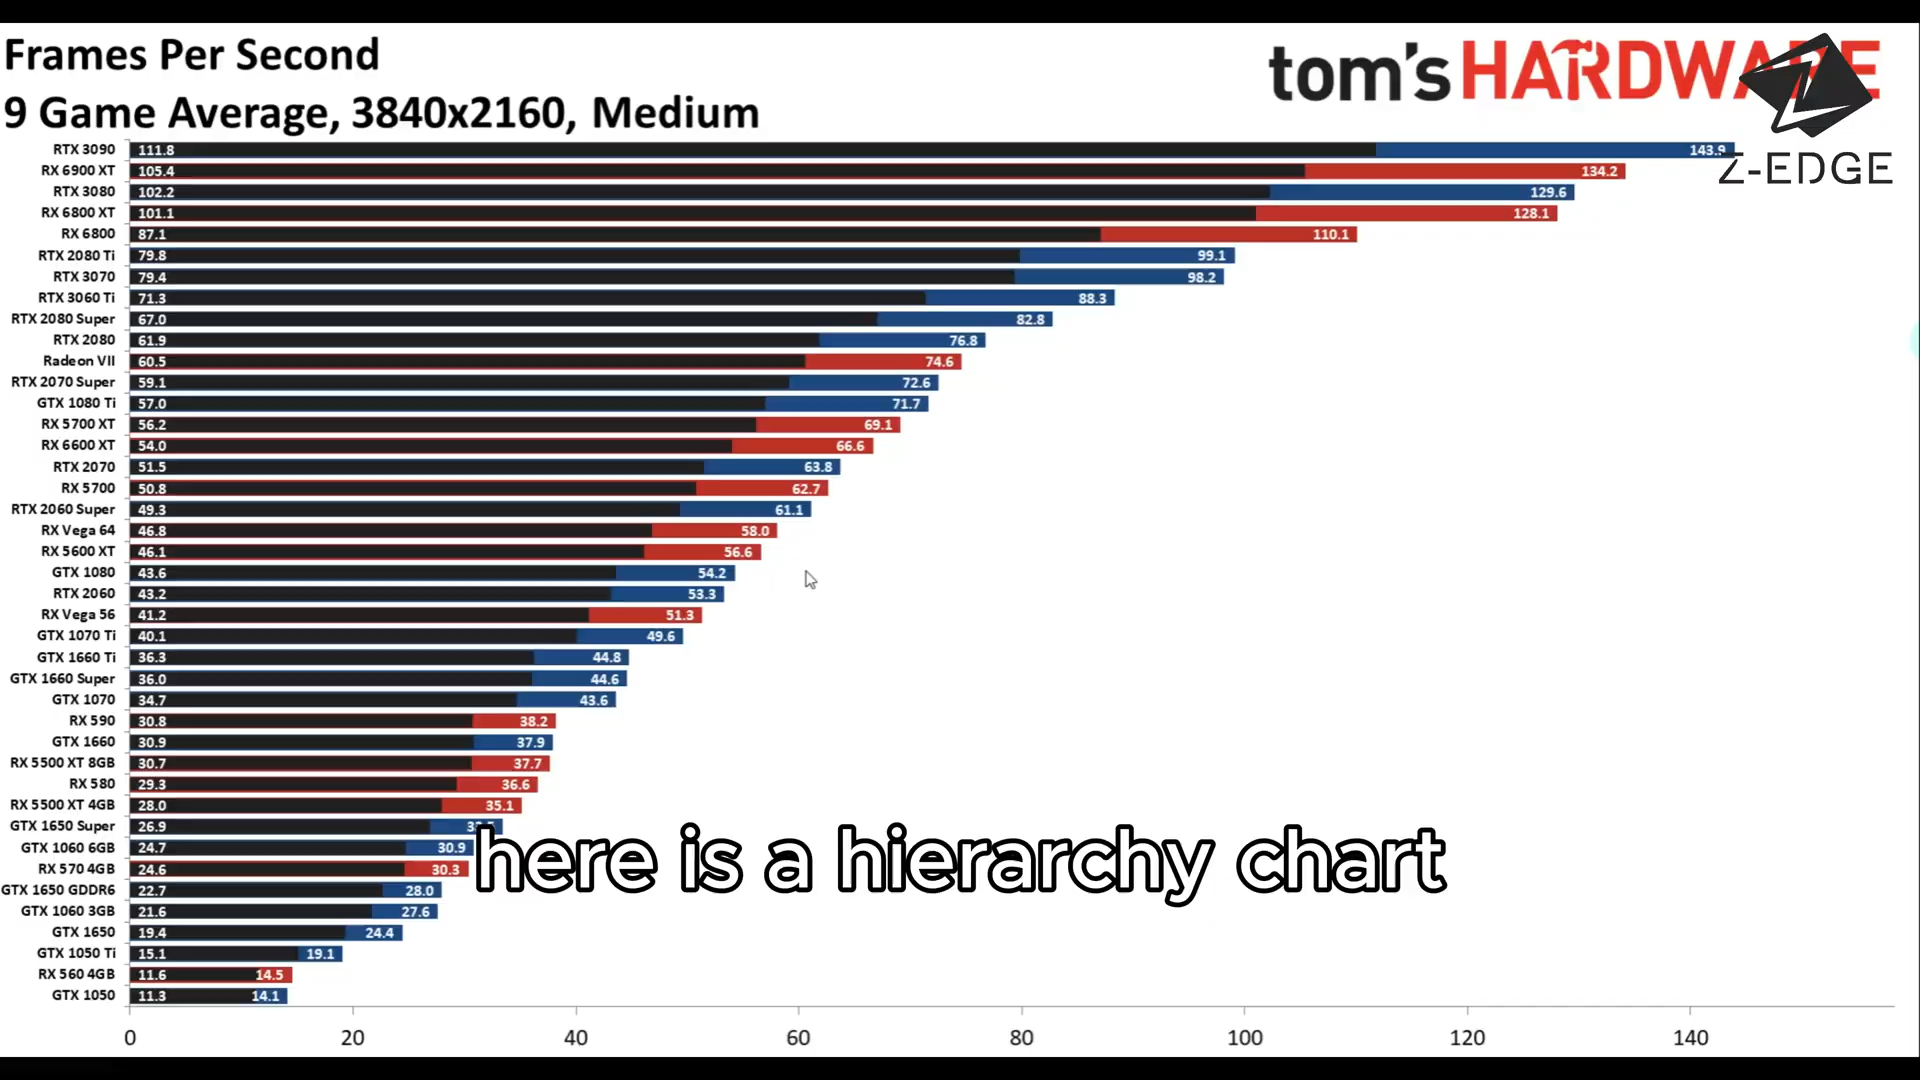 Frames Per Second
9 Game Average, 3840x2160, Medium
tom's HARDWARE
Z-EDGE
RTX 3090 111.8 143.9
RX 6900 XT 105.4 134.2
RTX 3080 102.2 129.6
RX 6800 XT 101.1 128.1
RX 6800 87.1 110.1
RTX 2080 Ti 79.8 99.1
RTX 3070 79.4 98.2
RTX 3060 Ti 71.3 88.3
RTX 2080 Super 67.0 82.8
RTX 2080 61.9 76.8
Radeon VII 60.5 74.6
RTX 2070 Super 59.1 72.6
GTX 1080 Ti 57.0 71.7
RX 5700 XT 56.2 69.1
RX 6600 XT 54.0 66.6
RTX 2070 51.5 63.8
RX 5700 50.8 62.7
RTX 2060 Super 49.3 61.1
RX Vega 64 46.8 58.0
RX 5600 XT 46.1 56.6
GTX 1080 43.6 54.2
RTX 2060 43.2 53.3
RX Vega 56 41.2 51.3
GTX 1070 Ti 40.1 49.6
GTX 1660 Ti 36.3 44.8
GTX 1660 Super 36.0 44.6
GTX 1070 34.7 43.6
RX 590 30.8 38.2
GTX 1660 30.9 37.9
RX 5500 XT 8GB 30.7 37.7
RX 580 29.3 36.6
RX 5500 XT 4GB 28.0 35.1
GTX 1650 Super 26.9
GTX 1060 6GB 24.7 30.9
RX 570 4GB 24.6 30.3
here is a hierarchy chart
GTX 1650 GDDR6 22.7 28.0
GTX 1060 3GB 21.6 27.6
GTX 1650 19.4 24.4
GTX 1050 Ti 15.1 19.1
RX 560 4GB 11.6 14.5
GTX 1050 11.3 14.1
0 20 40 60 80 100 120 140